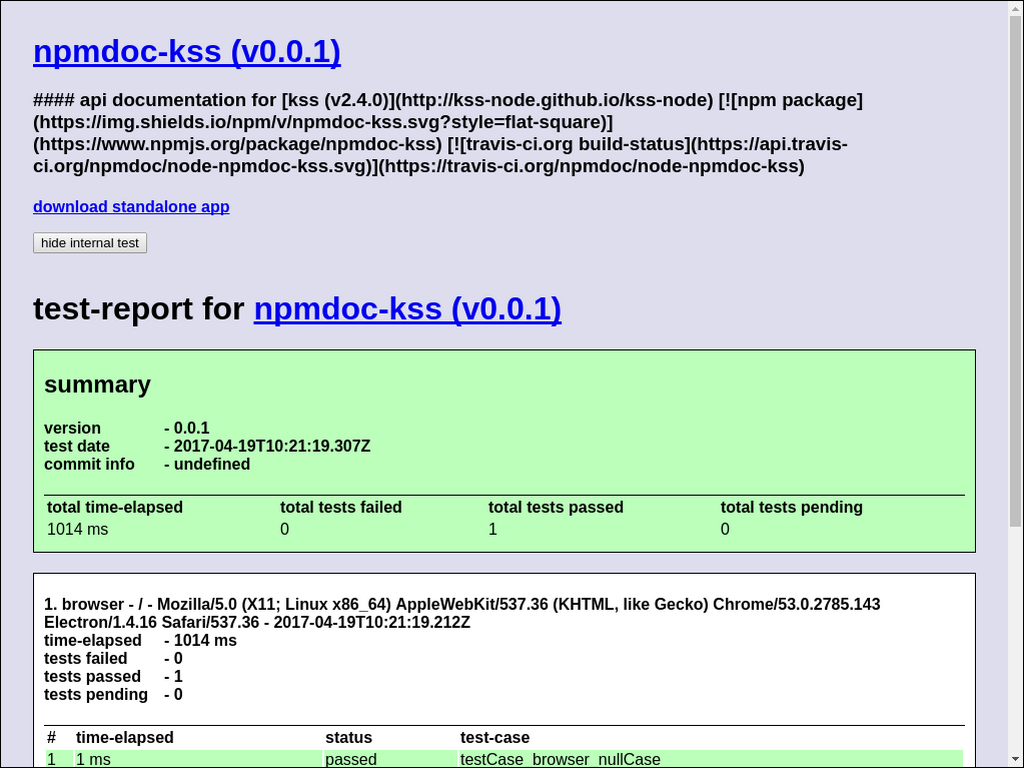 npmdoc-kss (v0.0.1)
#### api documentation for [kss (v2.4.0)](http://kss-node.github.io/kss-node) [![npm package]
(https://img.shields.io/npm/v/npmdoc-kss.svg?style=flat-square)]
(https://www.npmjs.org/package/npmdoc-kss) [![travis-ci.org build-status](https://api.travis-
ci.org/npmdoc/node-npmdoc-kss.svg)](https://travis-ci.org/npmdoc/node-npmdoc-kss)
download standalone app
hide internal test
test-report for npmdoc-kss (v0.0.1)
summary
version - 0.0.1
test date - 2017-04-19T10:21:19.307Z
commit info - undefined
total time-elapsed total tests failed total tests passed total tests pending
1014 ms 0 1 0
1. browser - / - Mozilla/5.0 (X11; Linux x86_64) AppleWebKit/537.36 (KHTML, like Gecko) Chrome/53.0.2785.143
Electron/1.4.16 Safari/537.36 - 2017-04-19T10:21:19.212Z
time-elapsed - 1014 ms
tests failed - 0
tests passed - 1
tests pending - 0
# time-elapsed status test-case
1 1 ms passed testCase_browser_nullCase